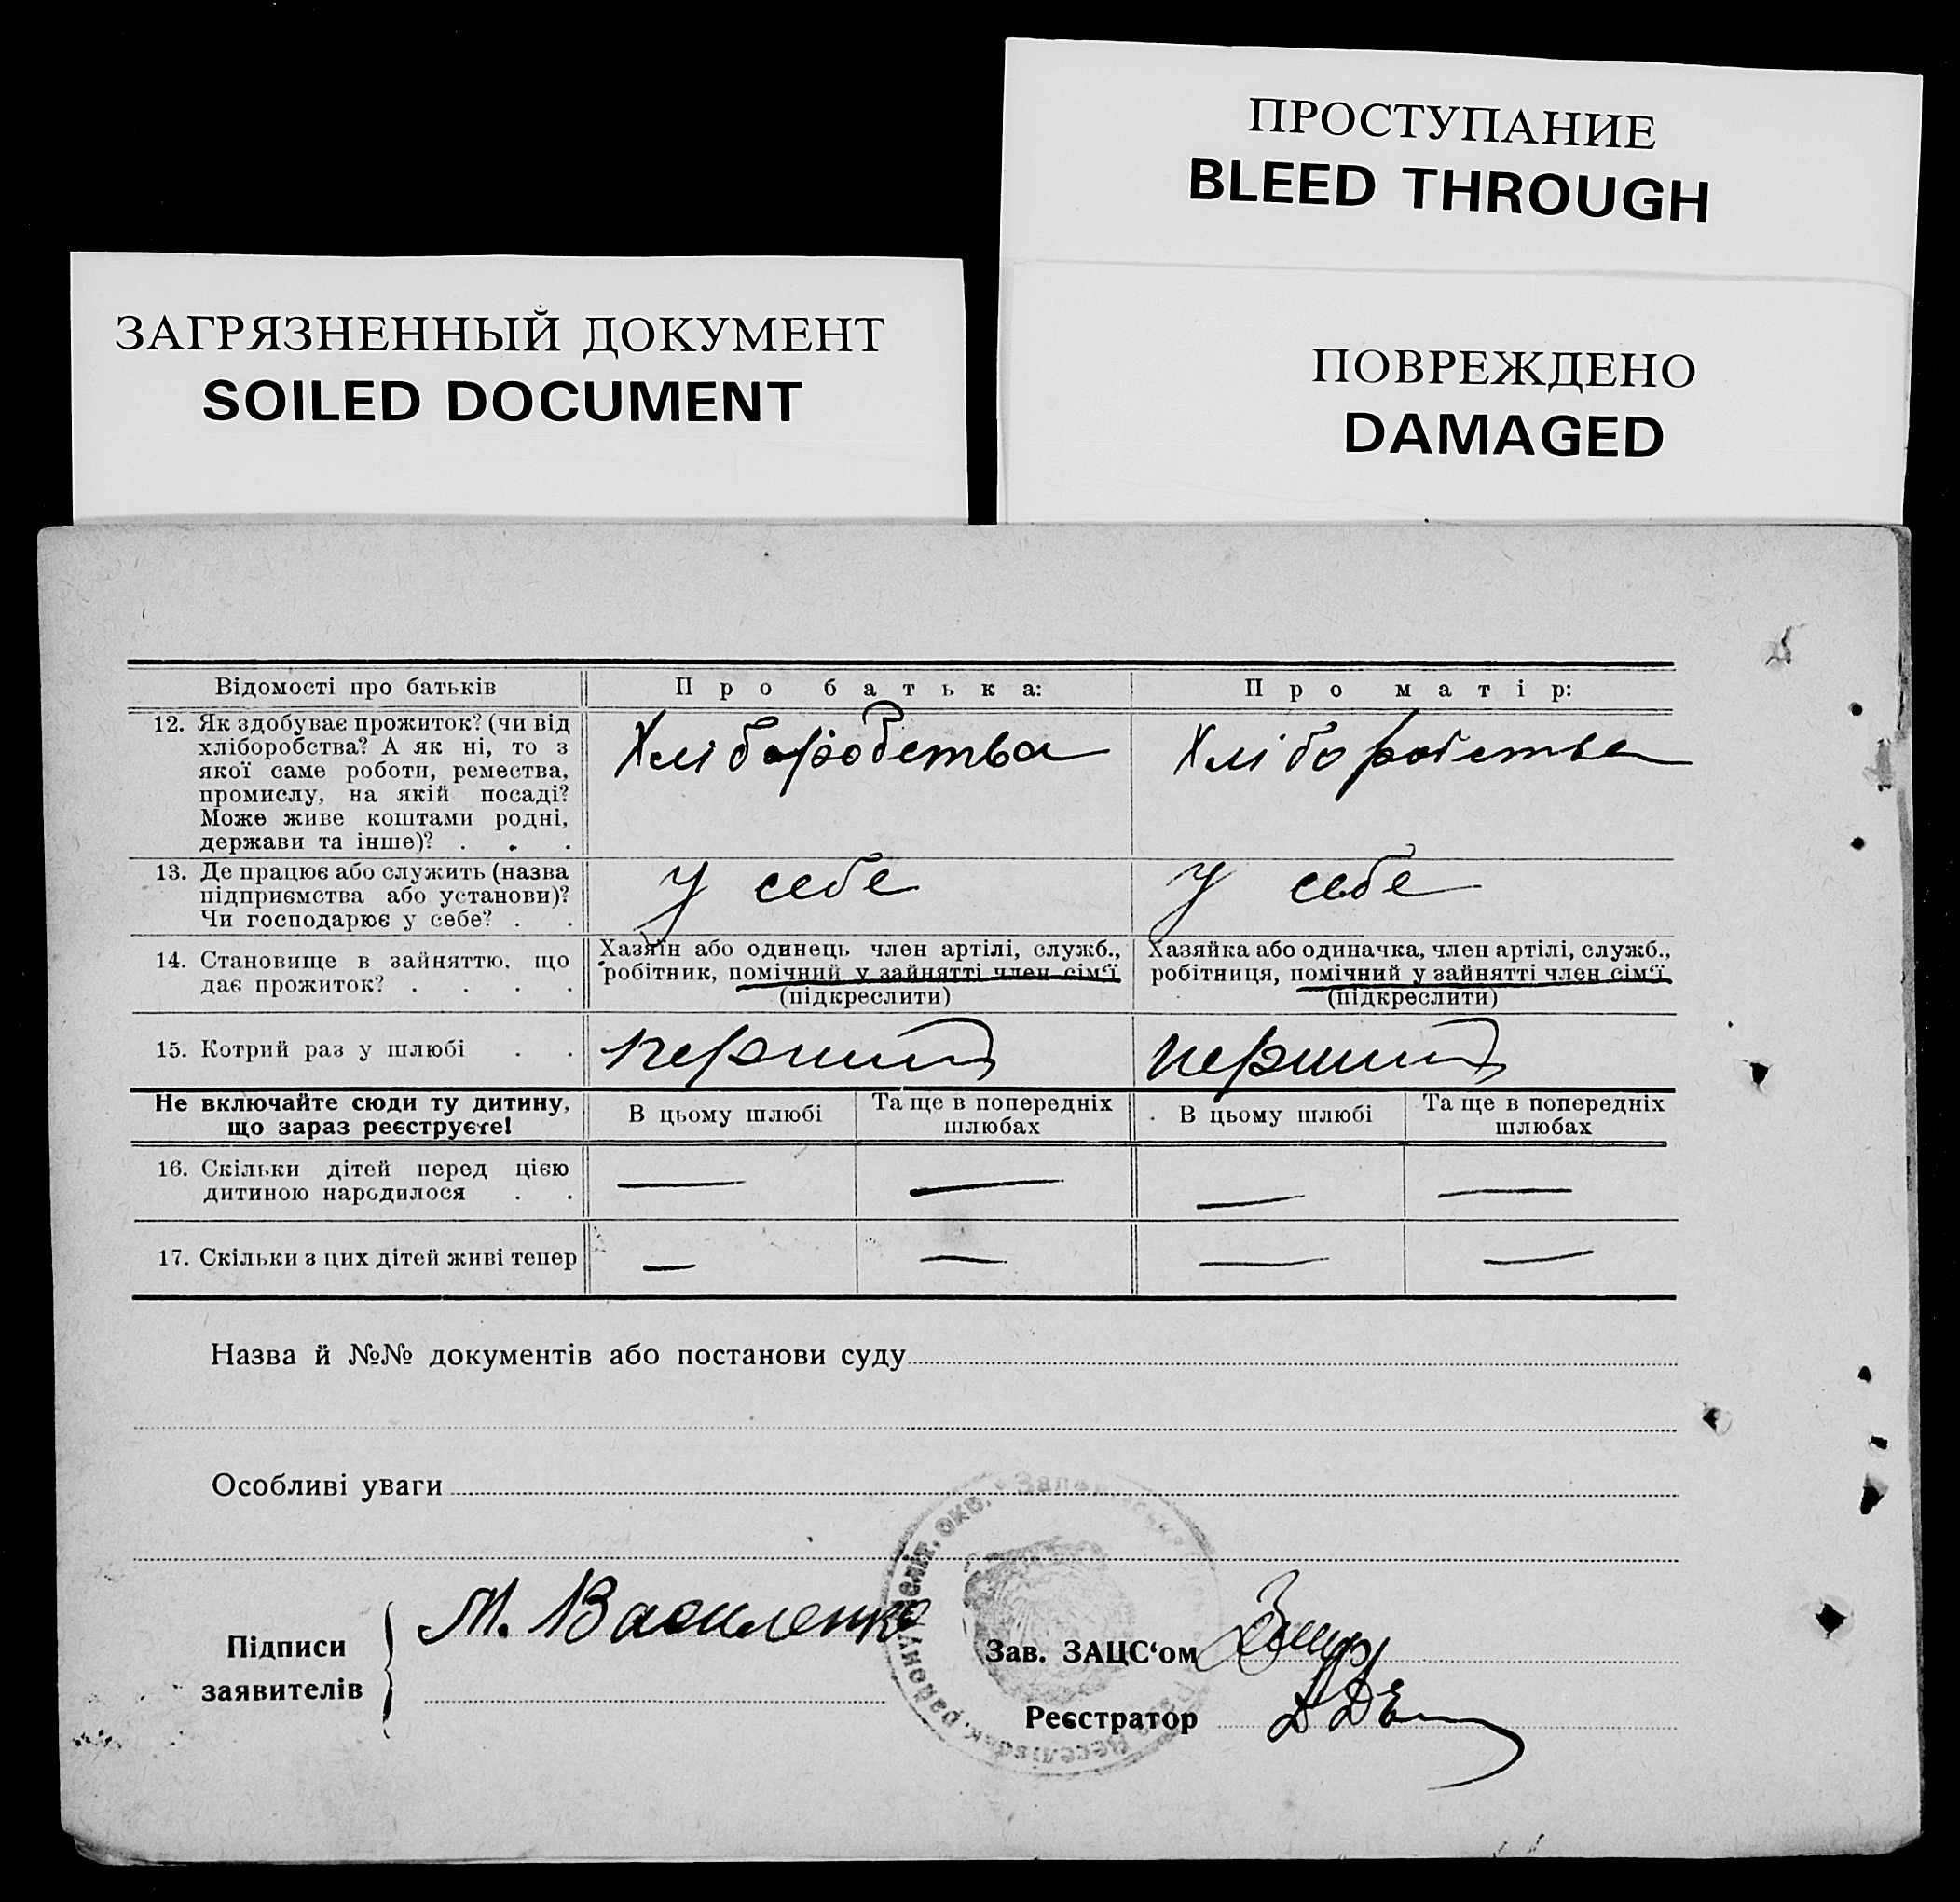 ПРОСТУПАНИЕ
BLEED THROUGH
ЗАГРЯЗНЕННЫЙ ДОКУМЕНТ
SOILED DOCUMENT
ПОВРЕЖДЕНО
DAMAGED
Відомості про батьків
Про батька:
Про матір:
12. Як здобуває прожиток? (чи від
хліборобства? А як ні, то з
якої саме роботи, ремества,
промислу, на якій посаді?
Може живе коштами родні,
держави та інше)? . . .
Хліборобства
Хліборобства
13. Де працює або служить (назва
підприємства або установи)?
Чи господарює у себе? . .
У себе
У себе
14. Становище в зайняттю, що
дає прожиток? . . . .
Хазяїн або одинець член артілі, служб.,
робітник, помічний у зайнятті член сім‘ї
(підкреслити)
Хазяйка або одиначка, член артілі, служб.,
робітниця, помічний у зайнятті член сім‘ї
(підкреслити)
15. Котрий раз у шлюбі . .
перший
перший
Не включайте сюди ту дитину,
що зараз реєструєте!
В цьому шлюбі
Та ще в попередніх
шлюбах
В цьому шлюбі
Та ще в попередніх
шлюбах
16. Скільки дітей перед цією
дитиною народилося . .
— — — —
17. Скільки з цих дітей живі тепер
— — — —
Назва й №№ документів або постанови суду
Особливі уваги
Підписи
заявителів
М. Василенко
Зав. ЗАЦС‘ом
Реєстратор